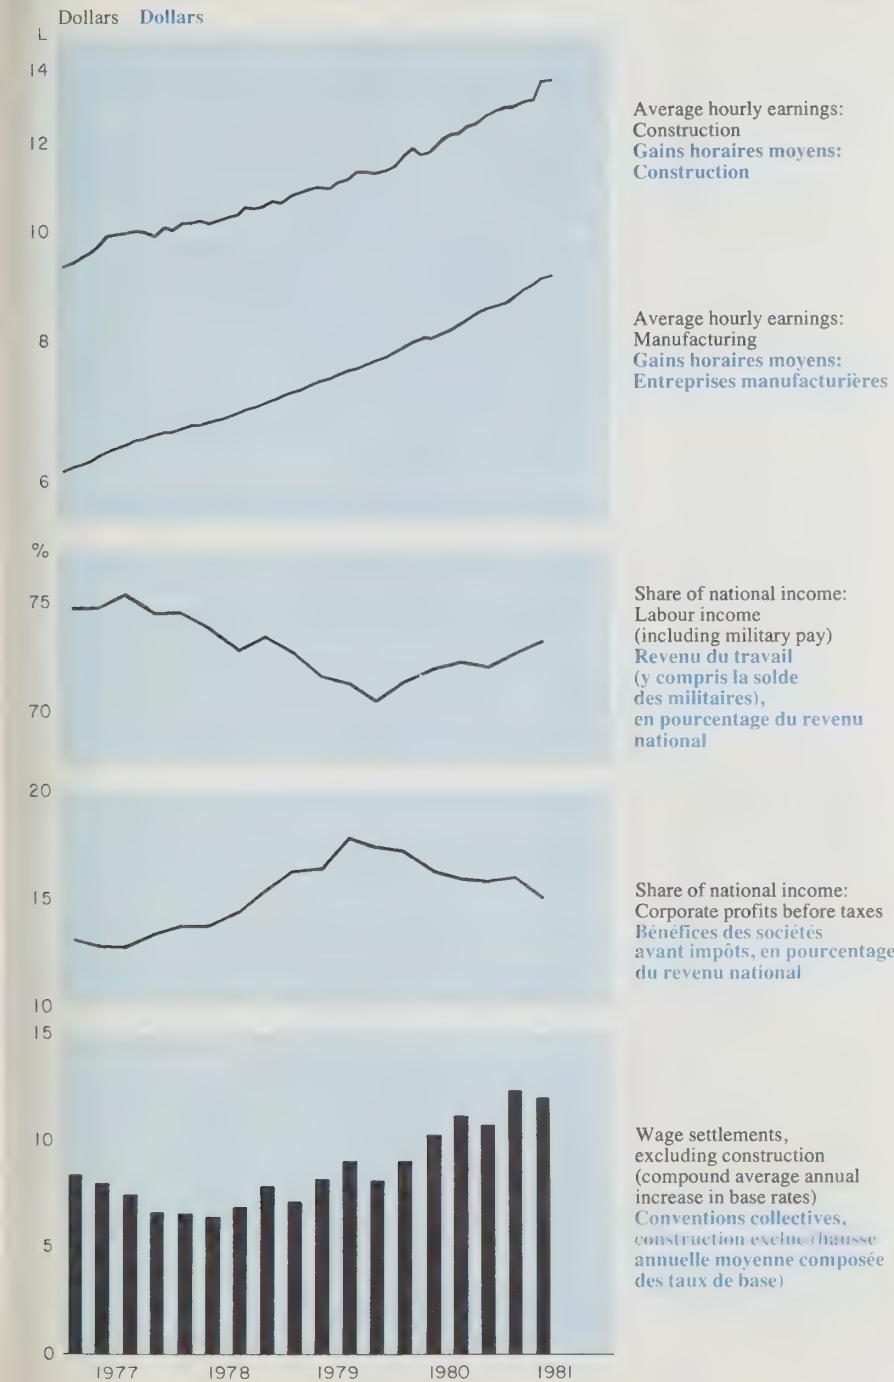 Dollars Dollars
L
14
12
10
8
6
Average hourly earnings:
Construction
Gains horaires moyens:
Construction
Average hourly earnings:
Manufacturing
Gains horaires moyens:
Entreprises manufacturières
%
75
70
Share of national income:
Labour income
(including military pay)
Revenu du travail
(y compris la solde
des militaires),
en pourcentage du revenu
national
20
15
10
Share of national income:
Corporate profits before taxes
Bénéfices des sociétés
avant impôts, en pourcentage
du revenu national
15
10
5
0
Wage settlements,
excluding construction
(compound average annual
increase in base rates)
Conventions collectives,
construction exclue (hausse
annuelle moyenne composée
des taux de base)
1977 1978 1979 1980 1981